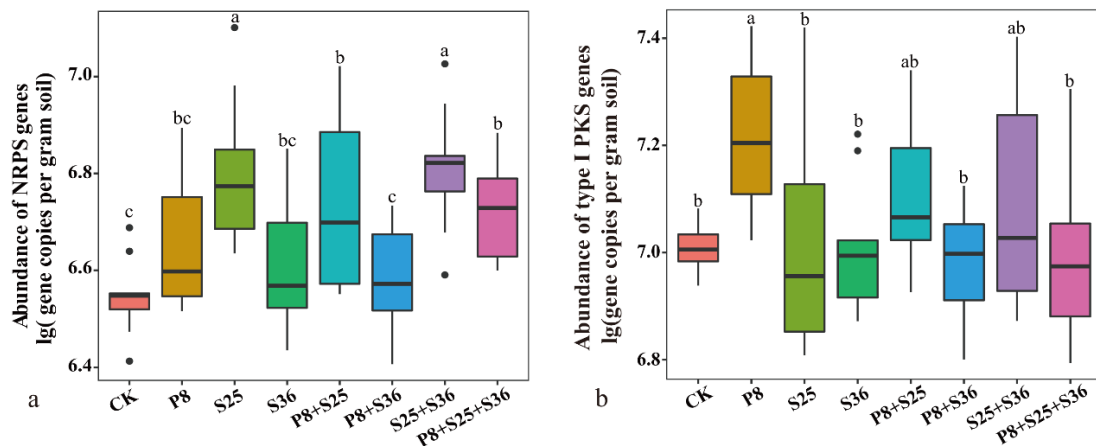 Abundance of NRPS genes
lg( gene copies per gram soil)
7.0
6.8
6.6
6.4
c
bc
a
bc
b
c
a
b
CK
P8
S25
S36
P8+S25
P8+S36
S25+S36
P8+S25+S36
a
Abundance of type I PKS genes
lg(gene copies per gram soil)
7.4
7.2
7.0
6.8
b
a
b
b
ab
b
ab
b
CK
P8
S25
S36
P8+S25
P8+S36
S25+S36
P8+S25+S36
b